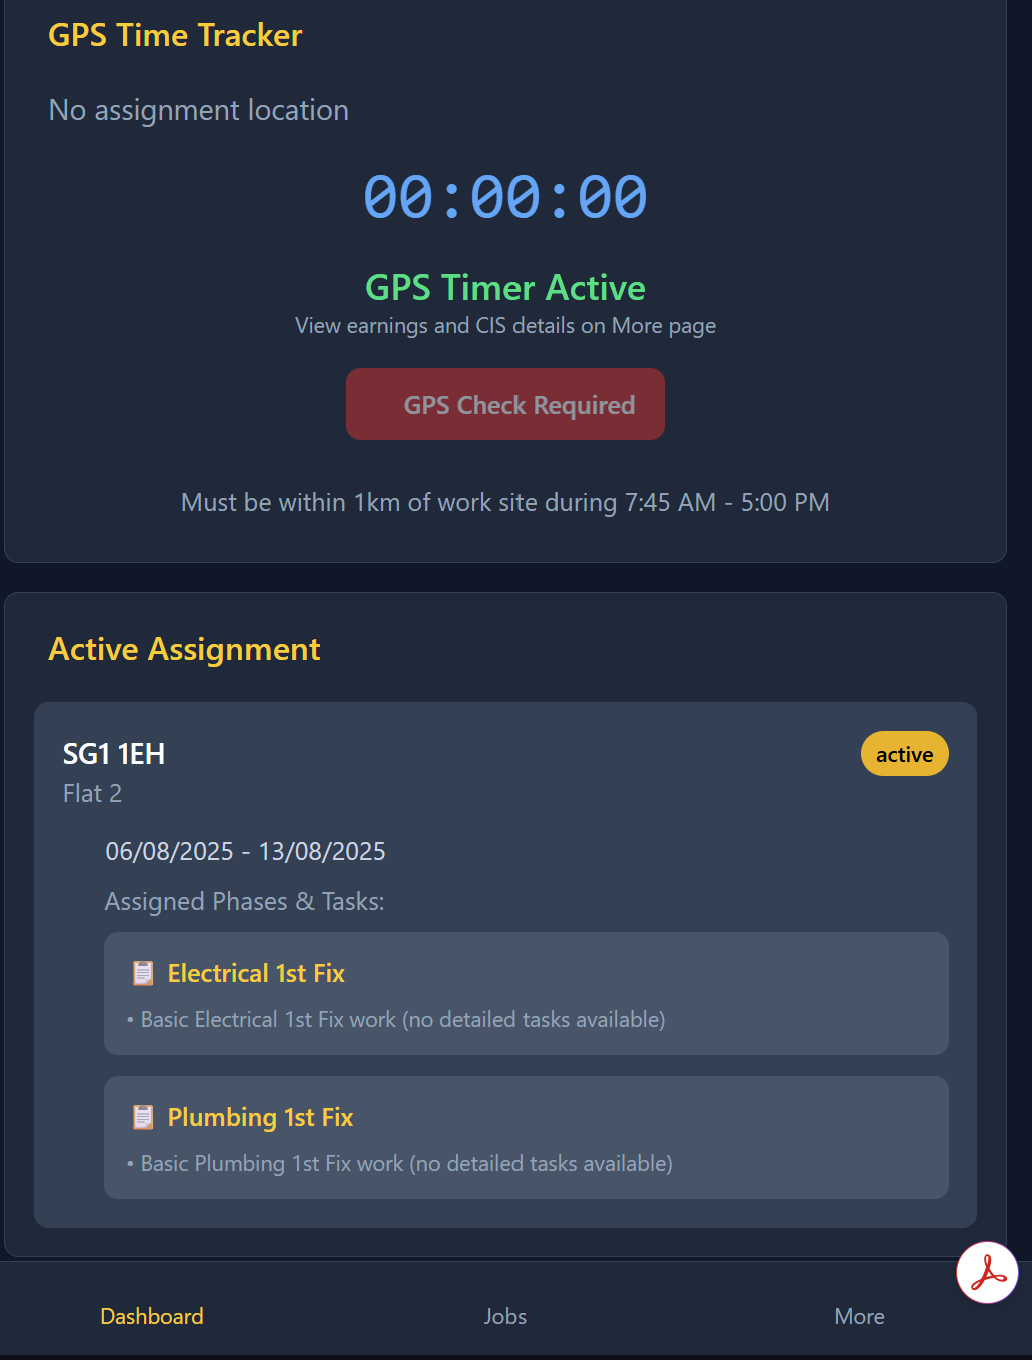 GPS Time Tracker
No assignment location
00:00:00
GPS Timer Active
View earnings and CIS details on More page
GPS Check Required
Must be within 1km of work site during 7:45 AM - 5:00 PM
Active Assignment
SG1 1EH
active
Flat 2
06/08/2025 - 13/08/2025
Assigned Phases & Tasks:
Electrical 1st Fix
• Basic Electrical 1st Fix work (no detailed tasks available)
Plumbing 1st Fix
• Basic Plumbing 1st Fix work (no detailed tasks available)
Dashboard
Jobs
More